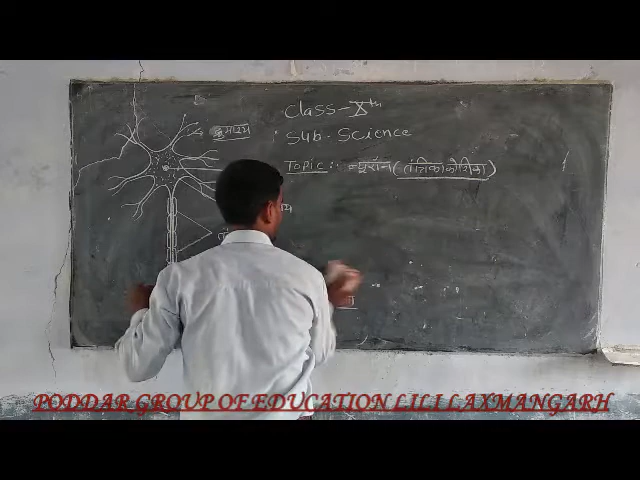 Class - Xth
Sub - Science
Topic :- न्यूरॉन (तंत्रिका कोशिका)
PODDAR GROUP OF EDUCATION LILI LAXMANGARH